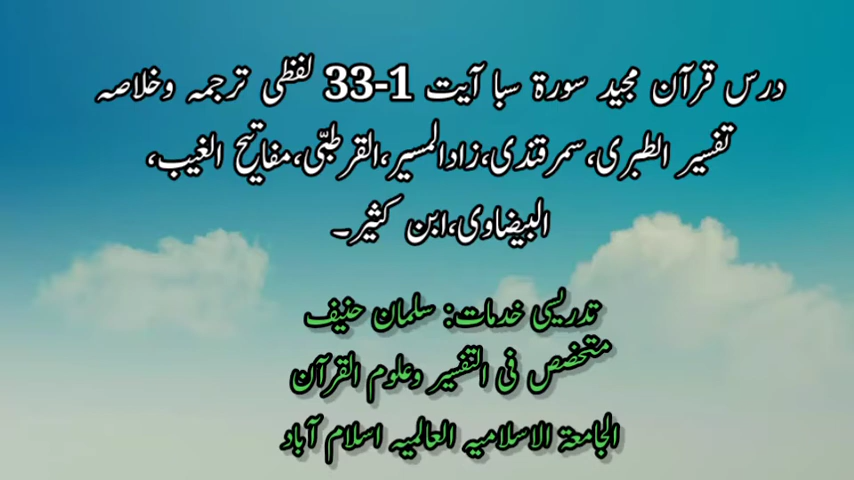 درس قرآن مجید سورۃ سبا آیت 1-33 لفظی ترجمہ وخلاصہ
تفسیر الطبری،سمرقندی،زادالمسیر،القرطبّی،مفاتیح الغیب،
البیضاوی،ابن کثیر۔
تدریسی خدمات: سلمان حنیف
متخصص فی التفسیر وعلوم القرآن
الجامعۃ الاسلامیہ العالمیہ اسلام آباد